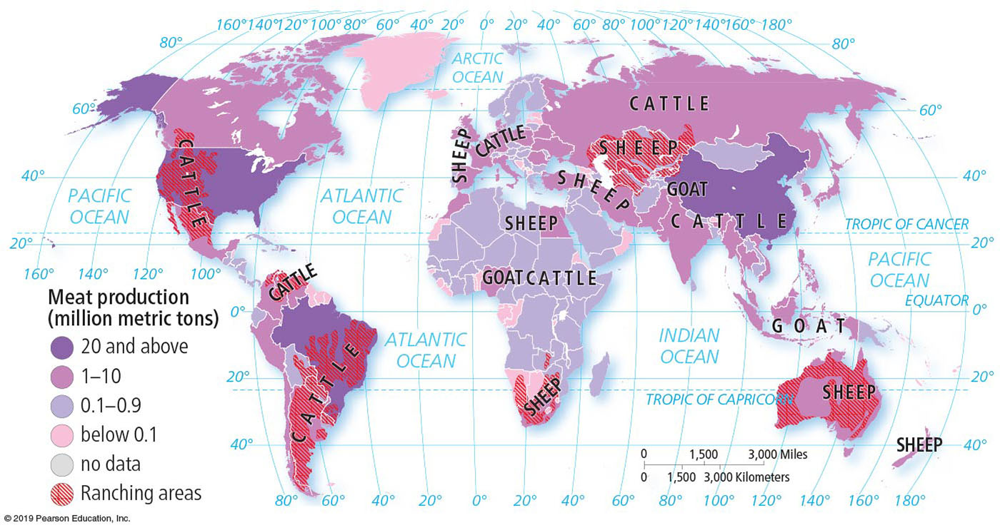 160° 140° 120° 100° 80° 60° 40° 20° 0° 20° 40° 60° 80° 100° 120° 140° 160° 180°
80° 80°
ARCTIC
OCEAN
60° 60°
CATTLE
CATTLE
SHEEP
CATTLE
SHEEP
SHEEP
40° 40°
GOAT
PACIFIC
OCEAN
ATLANTIC
OCEAN
SHEEP
CATTLE
TROPIC OF CANCER
20° 20°
PACIFIC
OCEAN
160° 140° 120° 100°
CATTLE
GOAT CATTLE
EQUATOR
0° 0°
GOAT
ATLANTIC
OCEAN
INDIAN
OCEAN
CATTLE
20° 20°
SHEEP
SHEEP
TROPIC OF CAPRICORN
SHEEP
40° 40°
0 1,500 3,000 Miles
0 1,500 3,000 Kilometers
80° 60° 40° 20° 0° 20° 40° 60° 80° 100° 120° 140° 160° 180°
Meat production
(million metric tons)
20 and above
1–10
0.1–0.9
below 0.1
no data
Ranching areas
© 2019 Pearson Education, Inc.